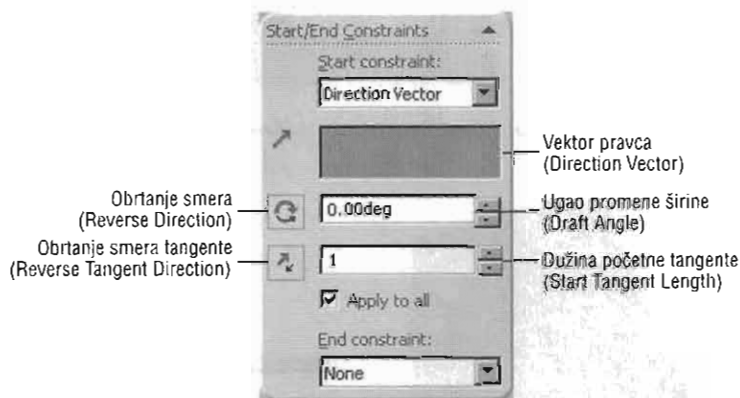 Start/End Constraints
Start constraint:
Direction Vector
Vektor pravca
(Direction Vector)
Obrtanje smera
(Reverse Direction)
0.00deg
Ugao promene širine
(Draft Angle)
Obrtanje smera tangente
(Reverse Tangent Direction)
1
Dužina početne tangente
(Start Tangent Length)
Apply to all
End constraint:
None